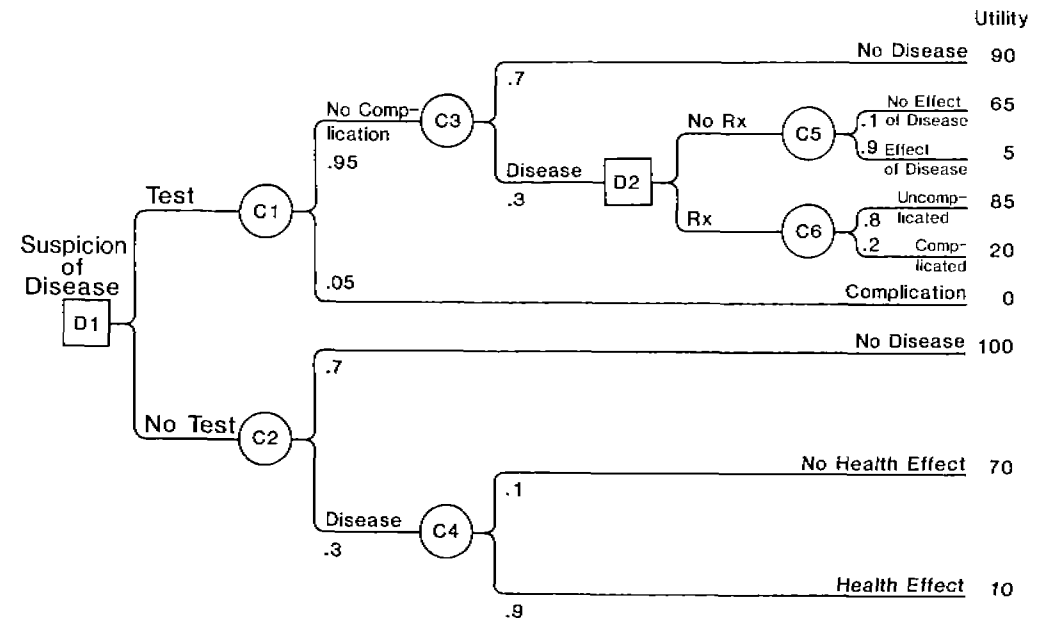 Utility
No Disease 90
.7
No Effect 65
of Disease
.1
No Comp-
lication
C3
No Rx
C5
.9 Effect 5
of Disease
.95
Disease
D2
.3
Uncomp- 85
licated
Test
C1
Rx
C6
.8
.2 Comp- 20
licated
Suspicion
of
Disease
.05
Complication 0
D1
No Disease 100
.7
No Test
C2
No Health Effect 70
.1
Disease
C4
.3
Health Effect 10
.9